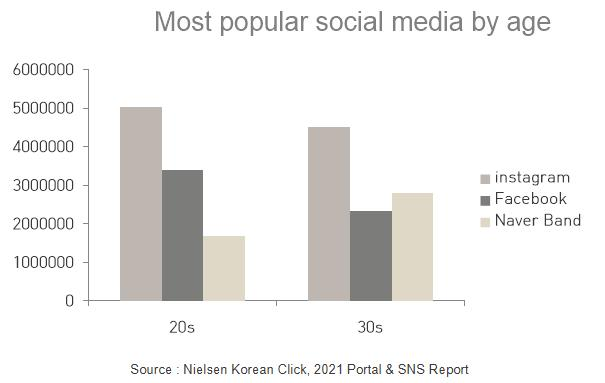 Most popular social media by age
6000000
5000000
4000000
3000000
2000000
1000000
0
20s
30s
instagram
Facebook
Naver Band
Source : Nielsen Korean Click, 2021 Portal & SNS Report